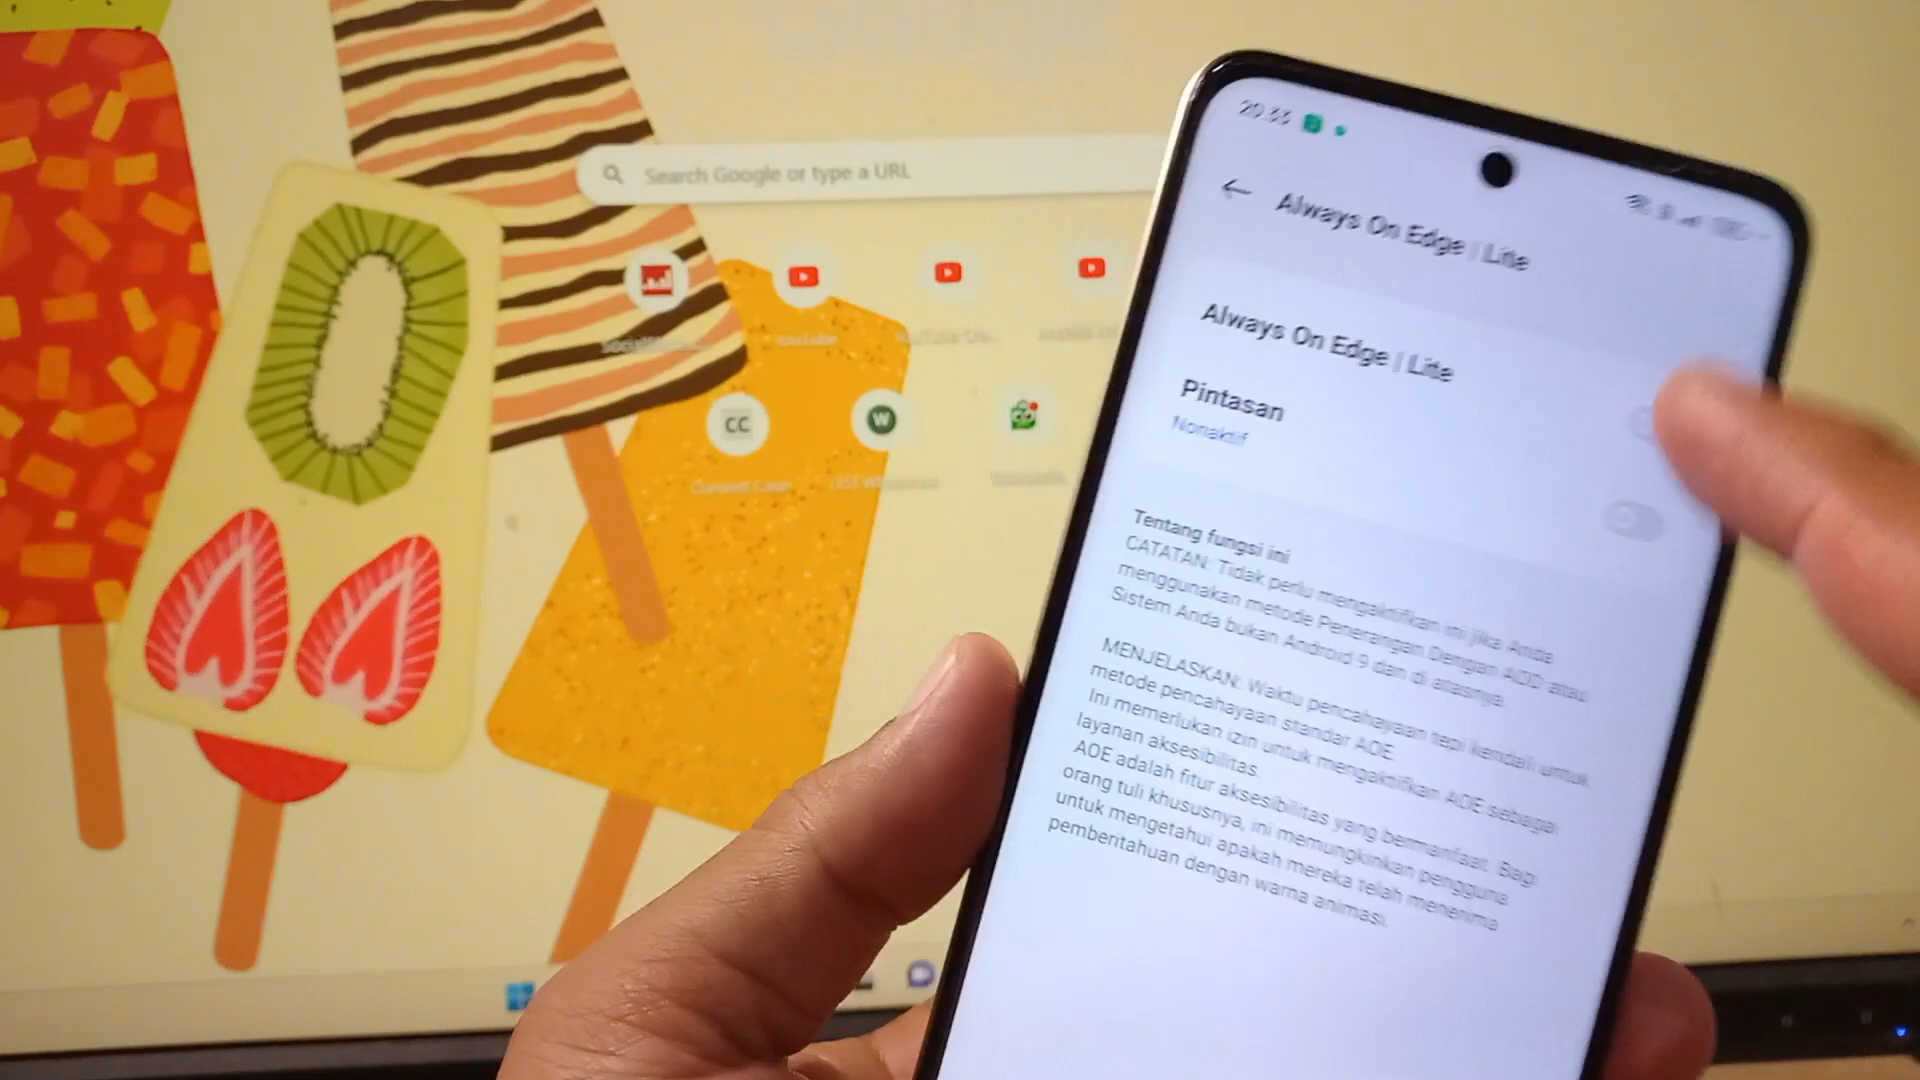 Search Google or type a URL
YouTube
CC
W
Always On Edge | Lite
Always On Edge | Lite
Pintasan
Nonaktif
Tentang fungsi ini
CATATAN: Tidak perlu mengaktifkan ini jika Anda
menggunakan metode Penerangan Dengan AOD atau
Sistem Anda bukan Android 9 dan di atasnya.
MENJELASKAN: Waktu pencahayaan tepi kendali untuk
metode pencahayaan standar AOE.
Ini memerlukan izin untuk mengaktifkan AOE sebagai
layanan aksesibilitas.
AOE adalah fitur aksesibilitas yang bermanfaat. Bagi
orang tuli khususnya, ini memungkinkan pengguna
untuk mengetahui apakah mereka telah menerima
pemberitahuan dengan warna animasi.